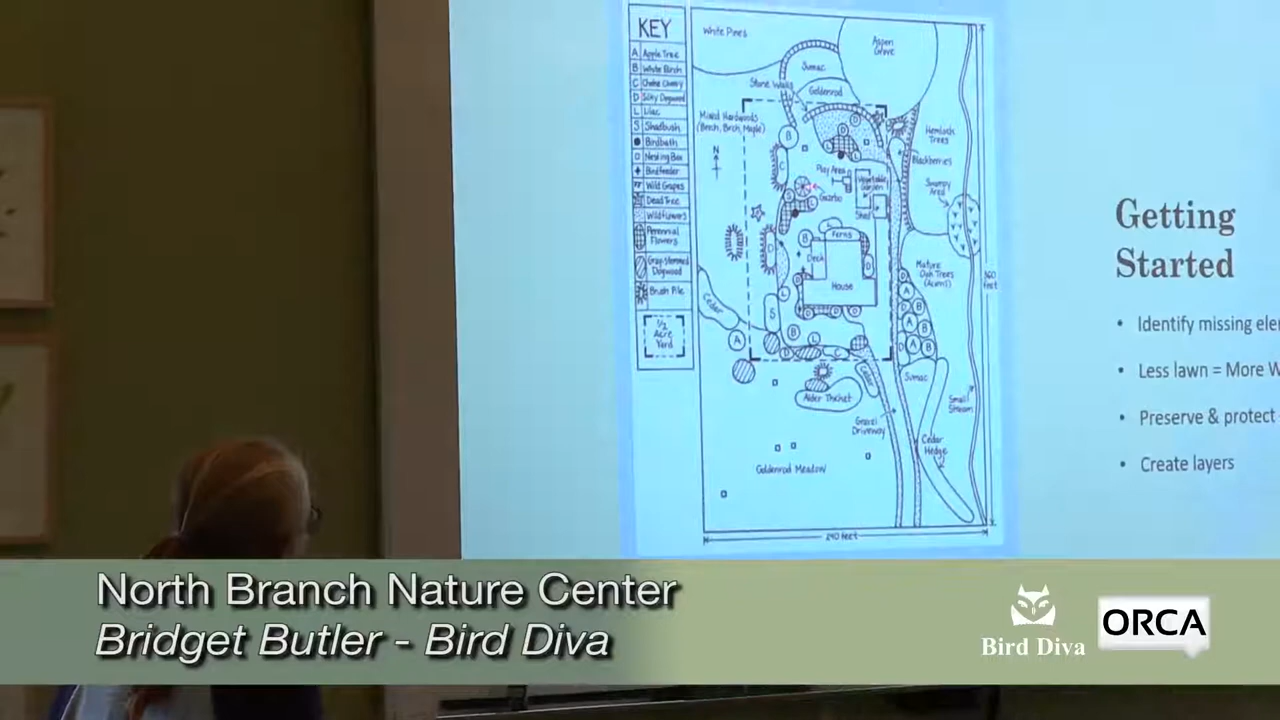 KEY
A Apple Tree
B White Birch
C Choke Cherry
D Silky Dogwood
L Lilac
S Shadbush
Birdbath
Nesting Box
Birdfeeder
Wild Grapes
Dead Tree
Wildflowers
Perennial
Flowers
Gray-stemmed
Dogwood
Brush Pile
1/2
Acre
Yard
White Pines
Aspen
Grove
Sumac
Stone Walls
Goldenrod
Mixed Hardwoods
(Beech, Birch, Maple)
N
Hemlock
Trees
Blackberries
Play Area
Vegetable
Garden
Swampy
Area
Gazebo
Shed
Ferns
Deck
House
Mature
Oak Trees
(Acorns)
360
feet
Cedar
Sumac
Cedar
Alder Thicket
Small
Stream
Gravel
Driveway
Cedar
Hedge
Goldenrod Meadow
240 feet
Getting
Started
• Identify missing ele
• Less lawn = More W
• Preserve & protect
• Create layers
North Branch Nature Center
Bridget Butler - Bird Diva
Bird Diva
ORCA